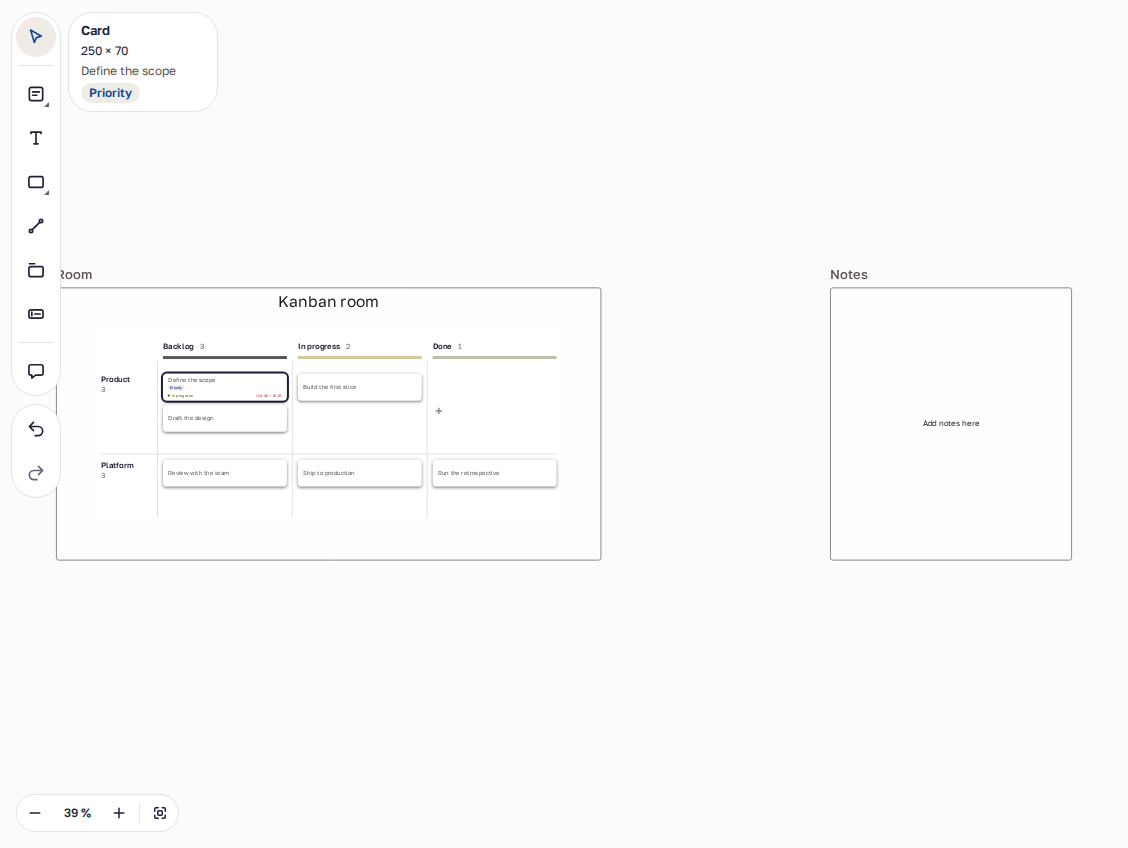 Card
250 × 70
Define the scope
Priority
Room
Notes
Kanban room
Backlog 3
In progress 2
Done 1
Product
3
Define the scope
Priority
In progress
Build the first slice
Draft the design
+
Add notes here
Platform
3
Review with the team
Ship to production
Run the retrospective
39 %